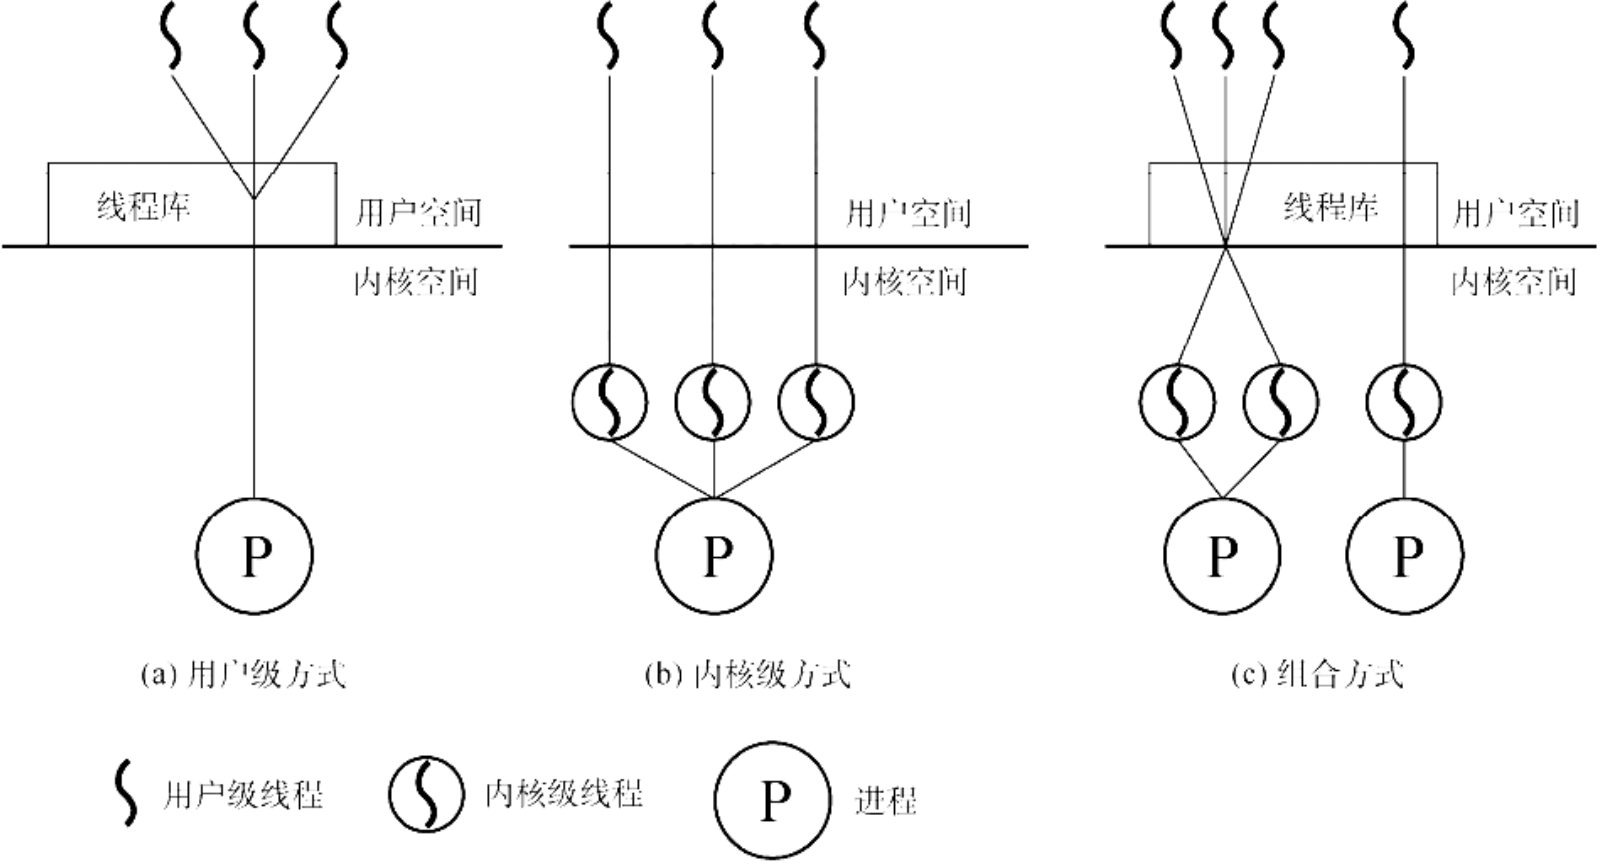 线程库 用户空间
内核空间
P
(a) 用户级方式
用户空间
内核空间
P
(b) 内核级方式
线程库 用户空间
内核空间
P P
(c) 组合方式
用户级线程 内核级线程 P 进程